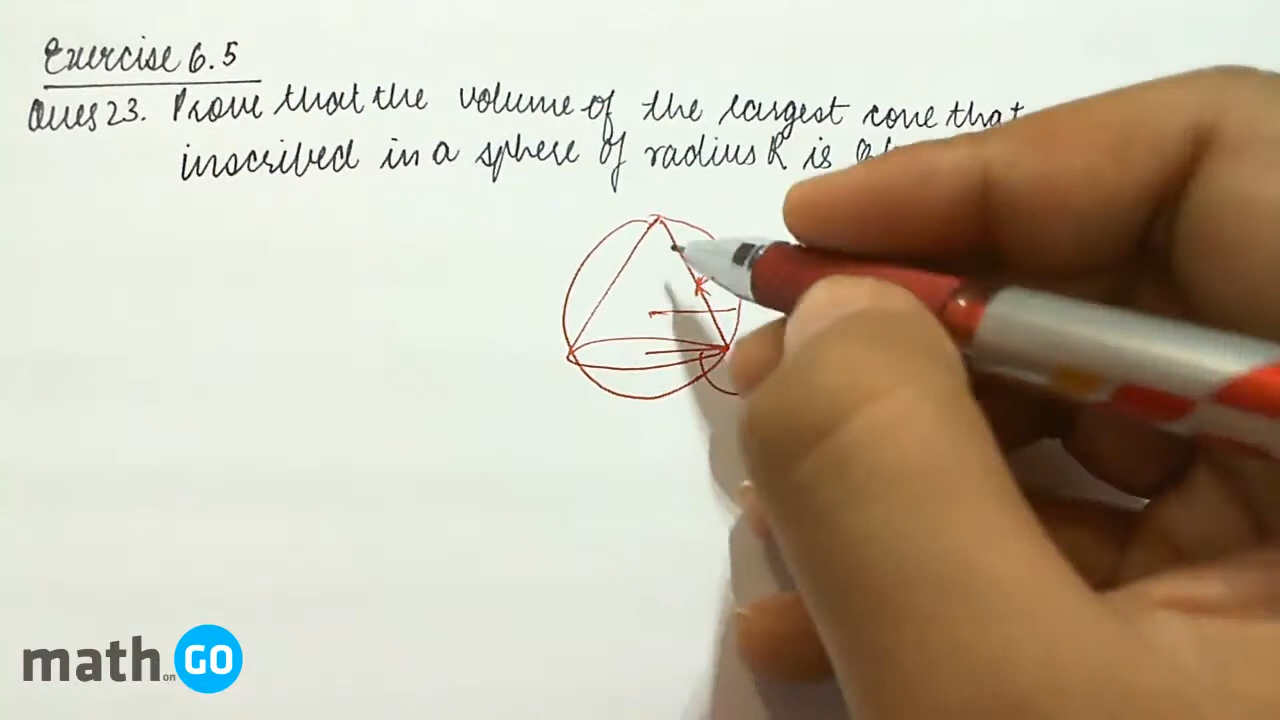 Exercise 6.5
Ques 23. Prove that the volume of the largest cone that
inscribed in a sphere of radius R is
R
math on GO